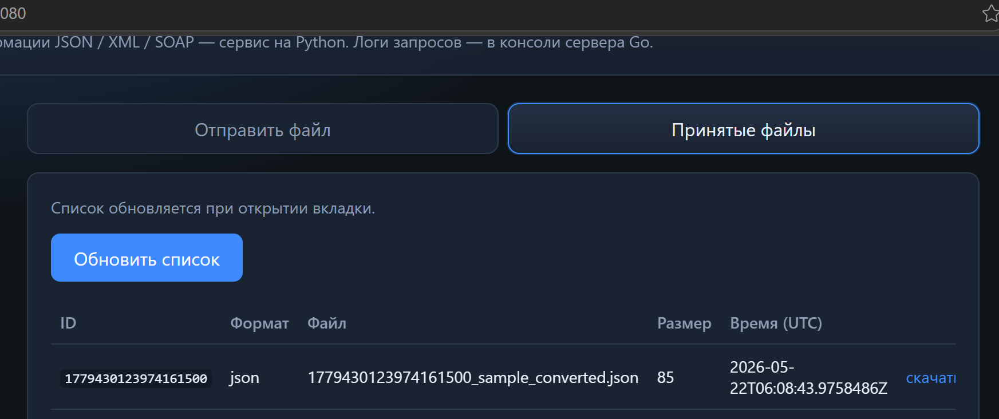 080
JSON / XML / SOAP — сервис на Python. Логи запросов — в консоли сервера Go.
Отправить файл
Принятые файлы
Список обновляется при открытии вкладки.
Обновить список
ID Формат Файл Размер Время (UTC)
1779430123974161500 json 1779430123974161500_sample_converted.json 85 2026-05-
22T06:08:43.9758486Z
скачать